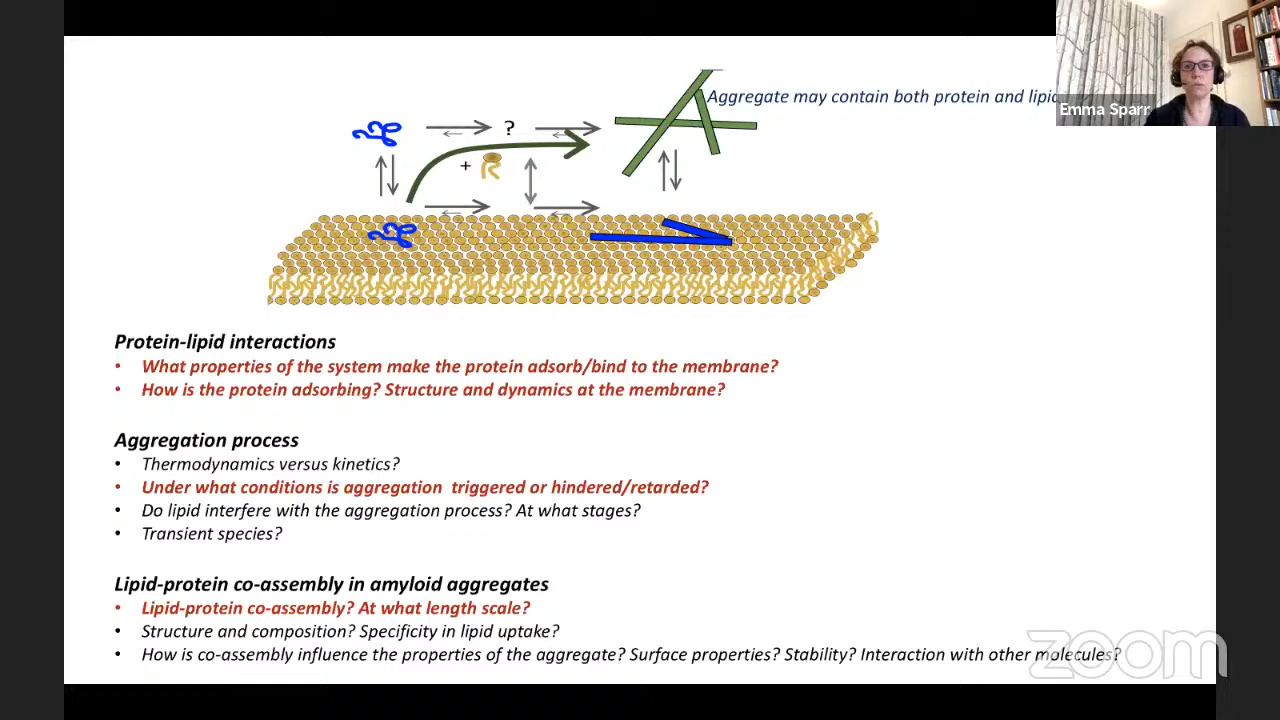 Aggregate may contain both protein and lipid
Emma Sparr
?
+
Protein-lipid interactions
• What properties of the system make the protein adsorb/bind to the membrane?
• How is the protein adsorbing? Structure and dynamics at the membrane?
Aggregation process
• Thermodynamics versus kinetics?
• Under what conditions is aggregation triggered or hindered/retarded?
• Do lipid interfere with the aggregation process? At what stages?
• Transient species?
Lipid-protein co-assembly in amyloid aggregates
• Lipid-protein co-assembly? At what length scale?
• Structure and composition? Specificity in lipid uptake?
• How is co-assembly influence the properties of the aggregate? Surface properties? Stability? Interaction with other molecules?
zoom